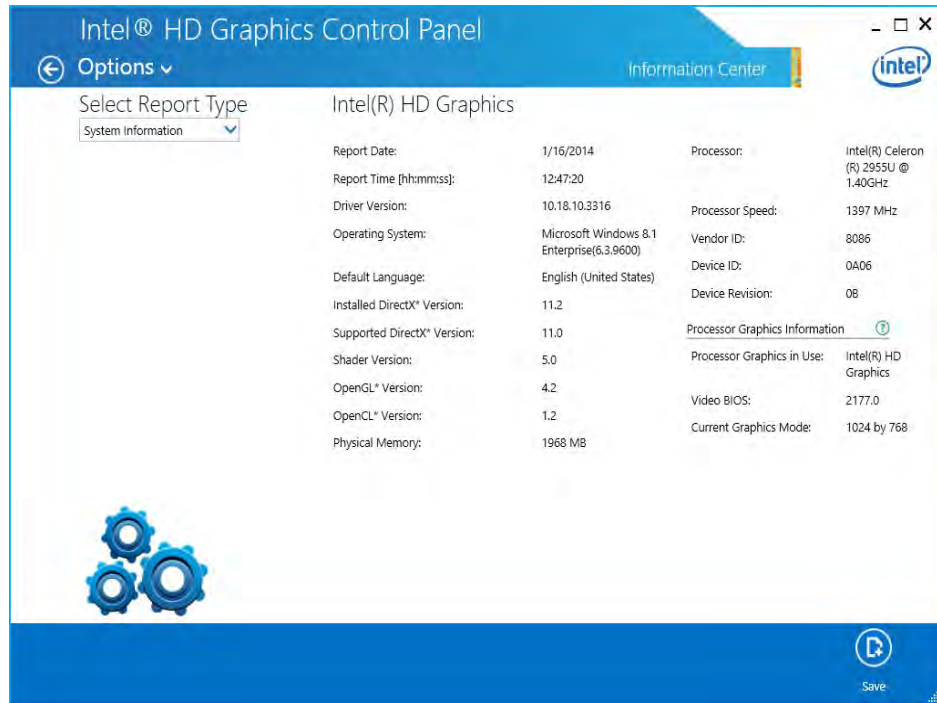 Intel® HD Graphics Control Panel
Options
Information Center
intel
Select Report Type
System Information
Intel(R) HD Graphics
Report Date: 1/16/2014
Report Time [hh:mm:ss]: 12:47:20
Driver Version: 10.18.10.3316
Operating System: Microsoft Windows 8.1
Enterprise(6.3.9600)
Default Language: English (United States)
Installed DirectX* Version: 11.2
Supported DirectX* Version: 11.0
Shader Version: 5.0
OpenGL* Version: 4.2
OpenCL* Version: 1.2
Physical Memory: 1968 MB
Processor: Intel(R) Celeron
(R) 2955U @
1.40GHz
Processor Speed: 1397 MHz
Vendor ID: 8086
Device ID: 0A06
Device Revision: 0B
Processor Graphics Information ?
Processor Graphics in Use: Intel(R) HD
Graphics
Video BIOS: 2177.0
Current Graphics Mode: 1024 by 768
Save